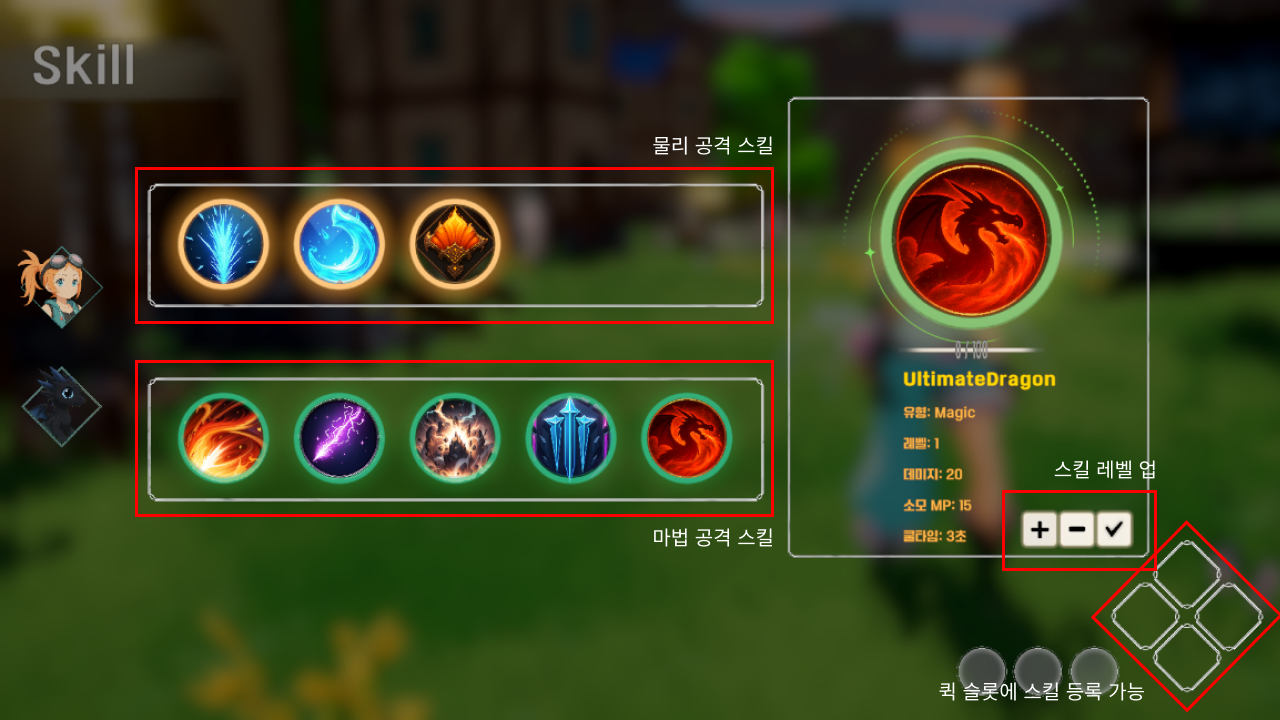 Skill
물리 공격 스킬
마법 공격 스킬
0 / 100
UltimateDragon
유형: Magic
레벨: 1
데미지: 20
소모 MP: 15
쿨타임: 3초
스킬 레벨 업
퀵 슬롯에 스킬 등록 가능